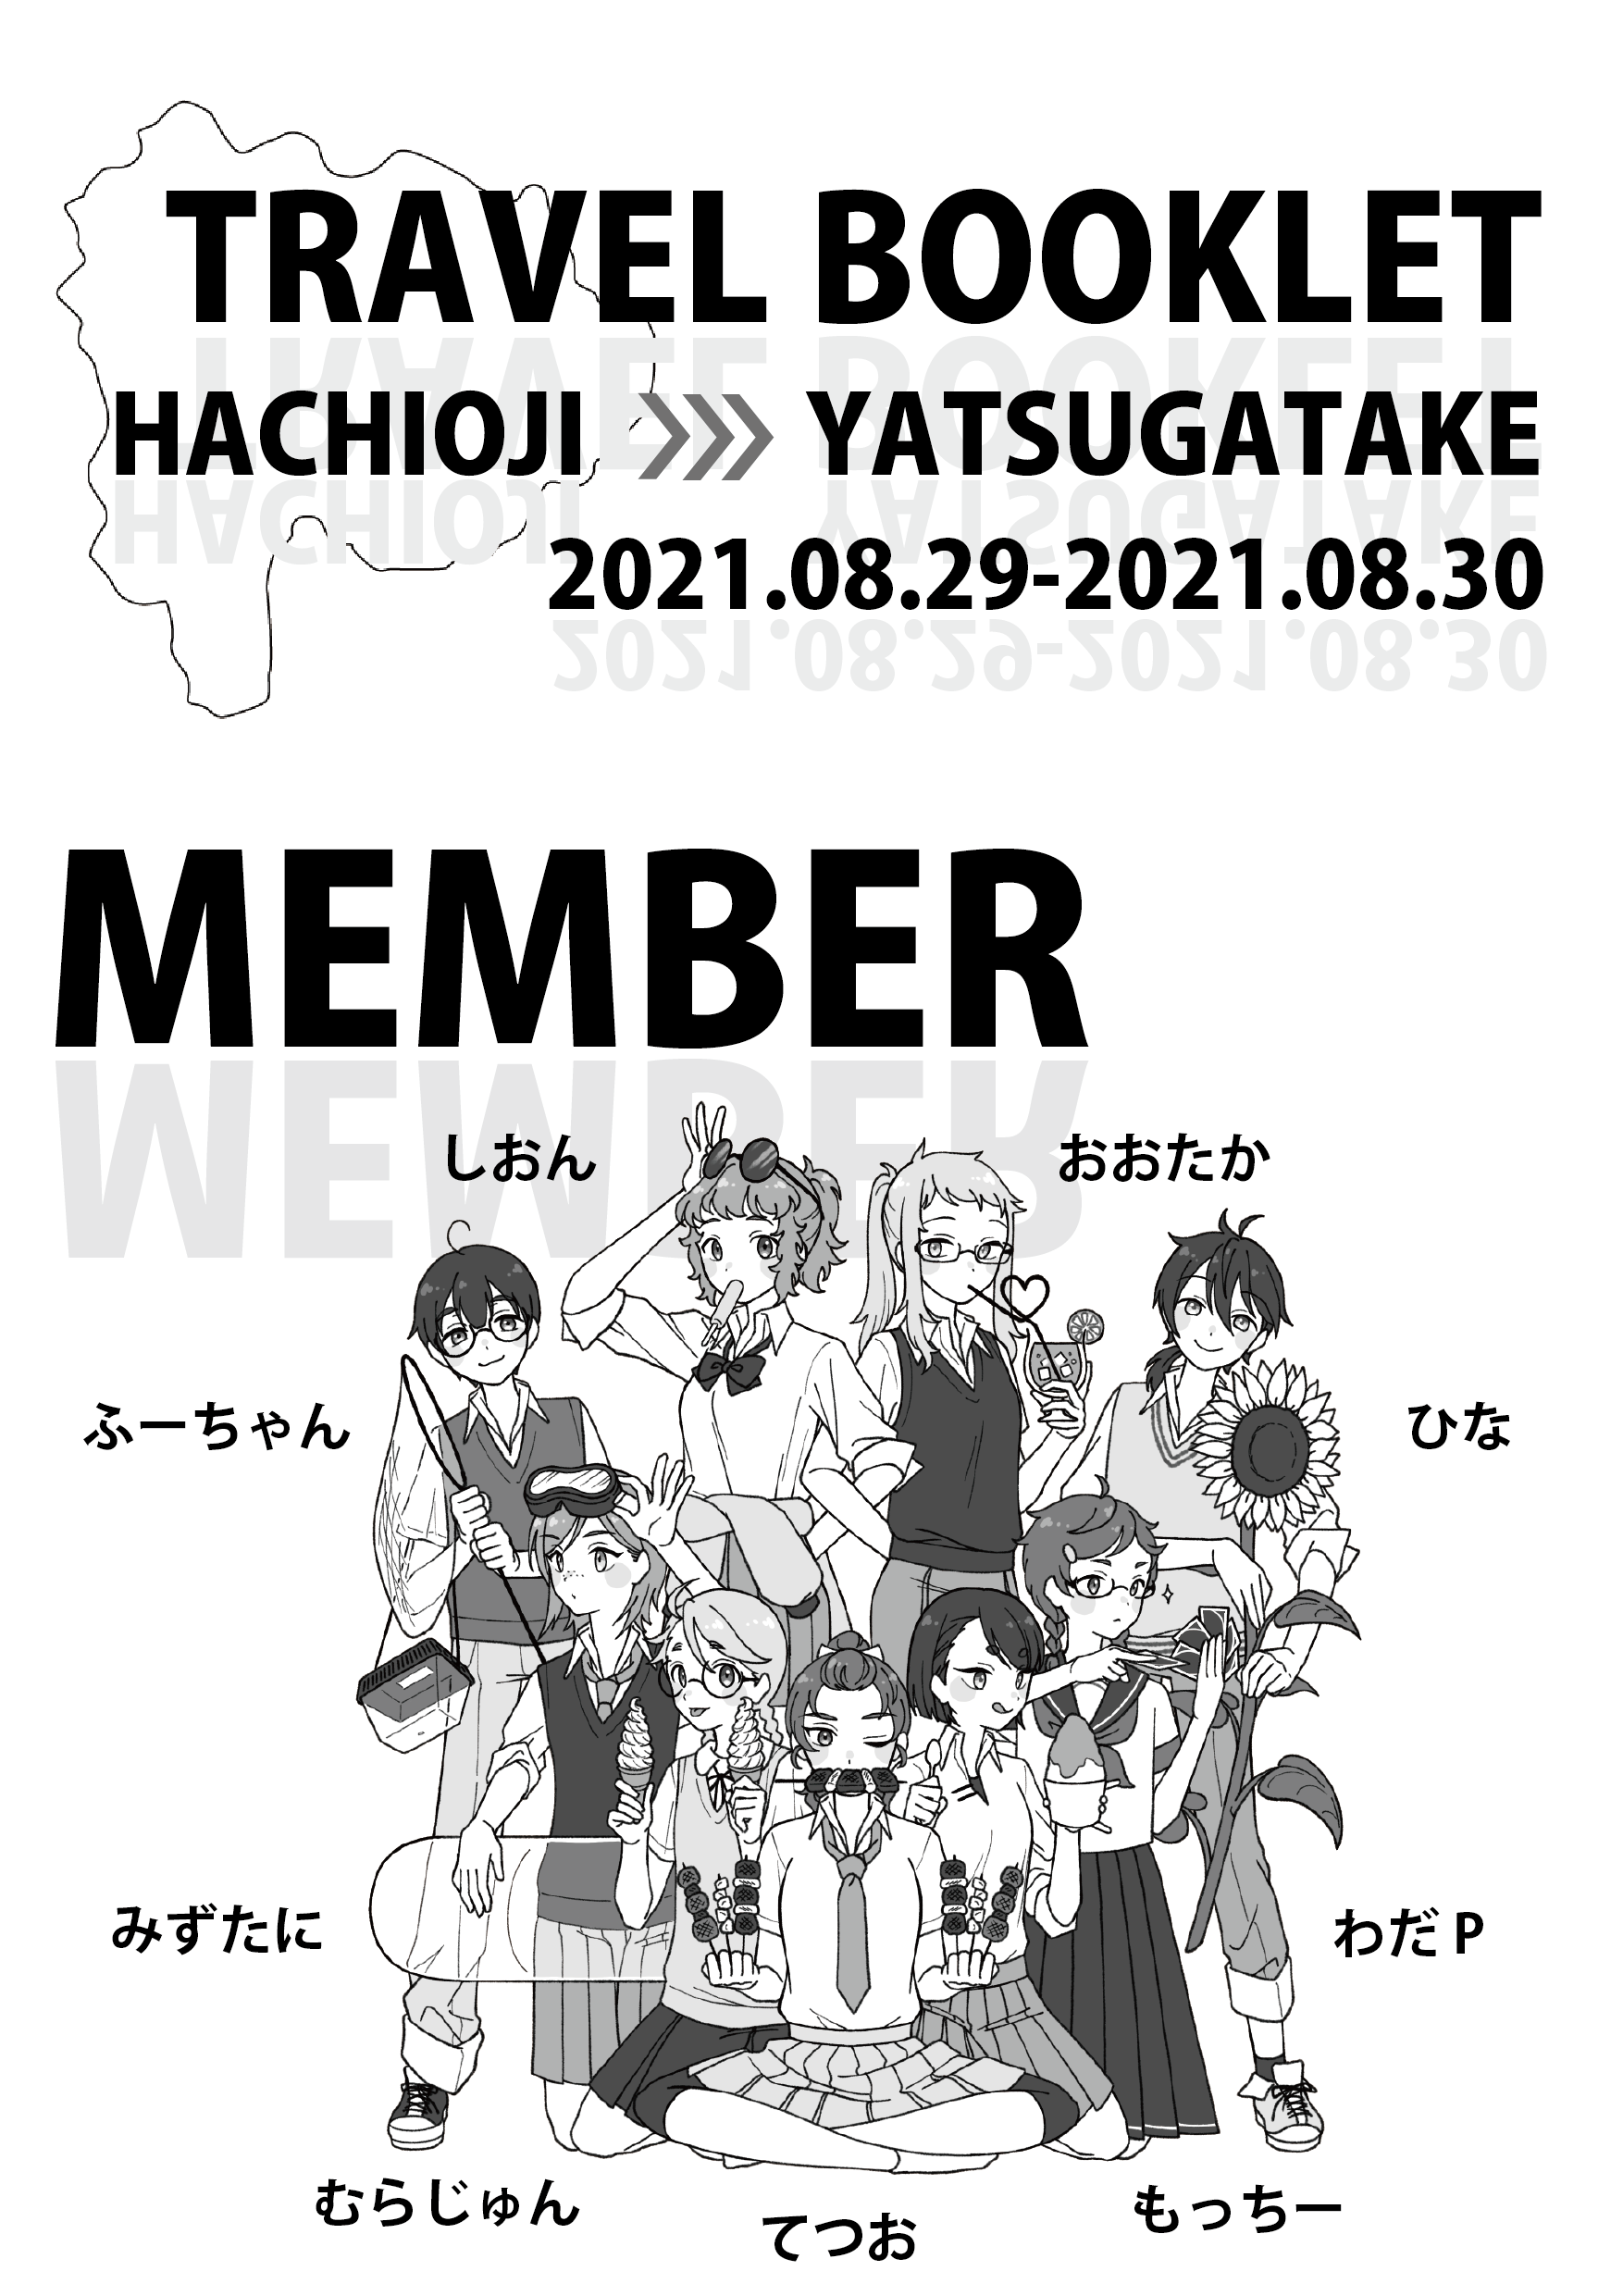 TRAVEL BOOKLET
HACHIOJI >>> YATSUGATAKE
2021.08.29-2021.08.30
MEMBER
しおん
おおたか
ふーちゃん
ひな
みずたに
わだP
むらじゅん
てつお
もっちー